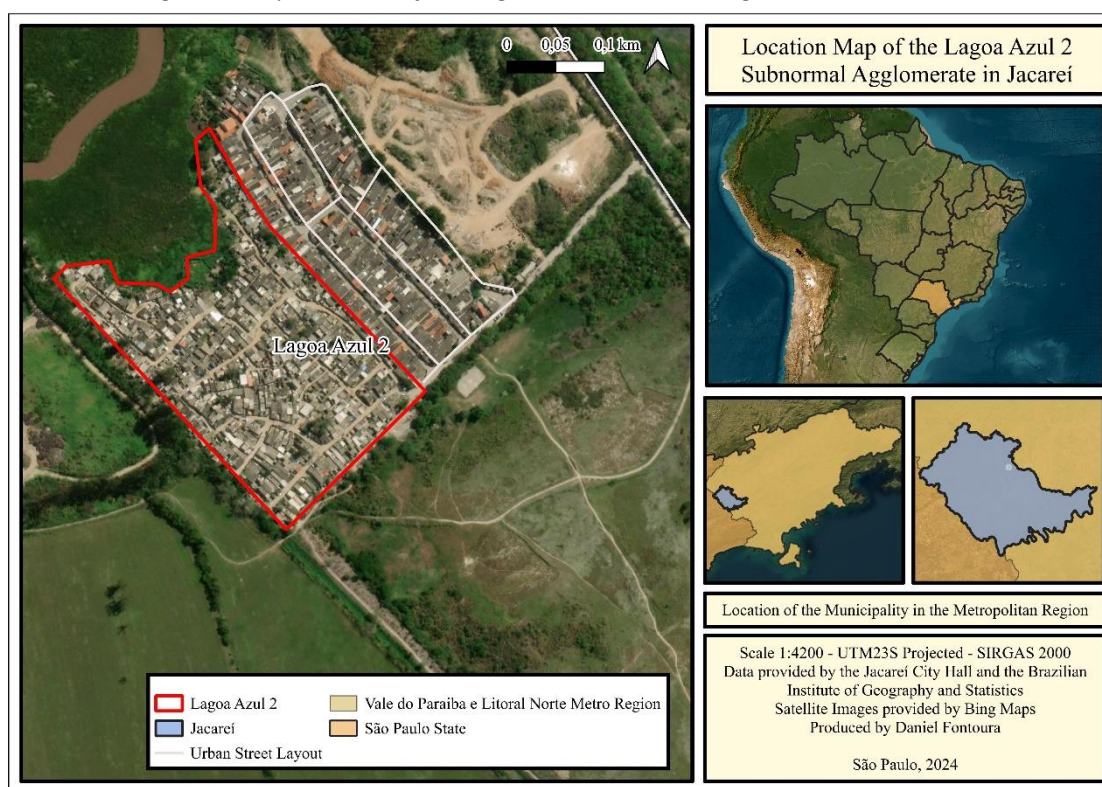 0 0,05 0,1 km
Lagoa Azul 2
Lagoa Azul 2
Jacareí
Urban Street Layout
Vale do Paraiba e Litoral Norte Metro Region
São Paulo State
Location Map of the Lagoa Azul 2
Subnormal Agglomerate in Jacareí
Location of the Municipality in the Metropolitan Region
Scale 1:4200 - UTM23S Projected - SIRGAS 2000
Data provided by the Jacareí City Hall and the Brazilian
Institute of Geography and Statistics
Satellite Images provided by Bing Maps
Produced by Daniel Fontoura
São Paulo, 2024